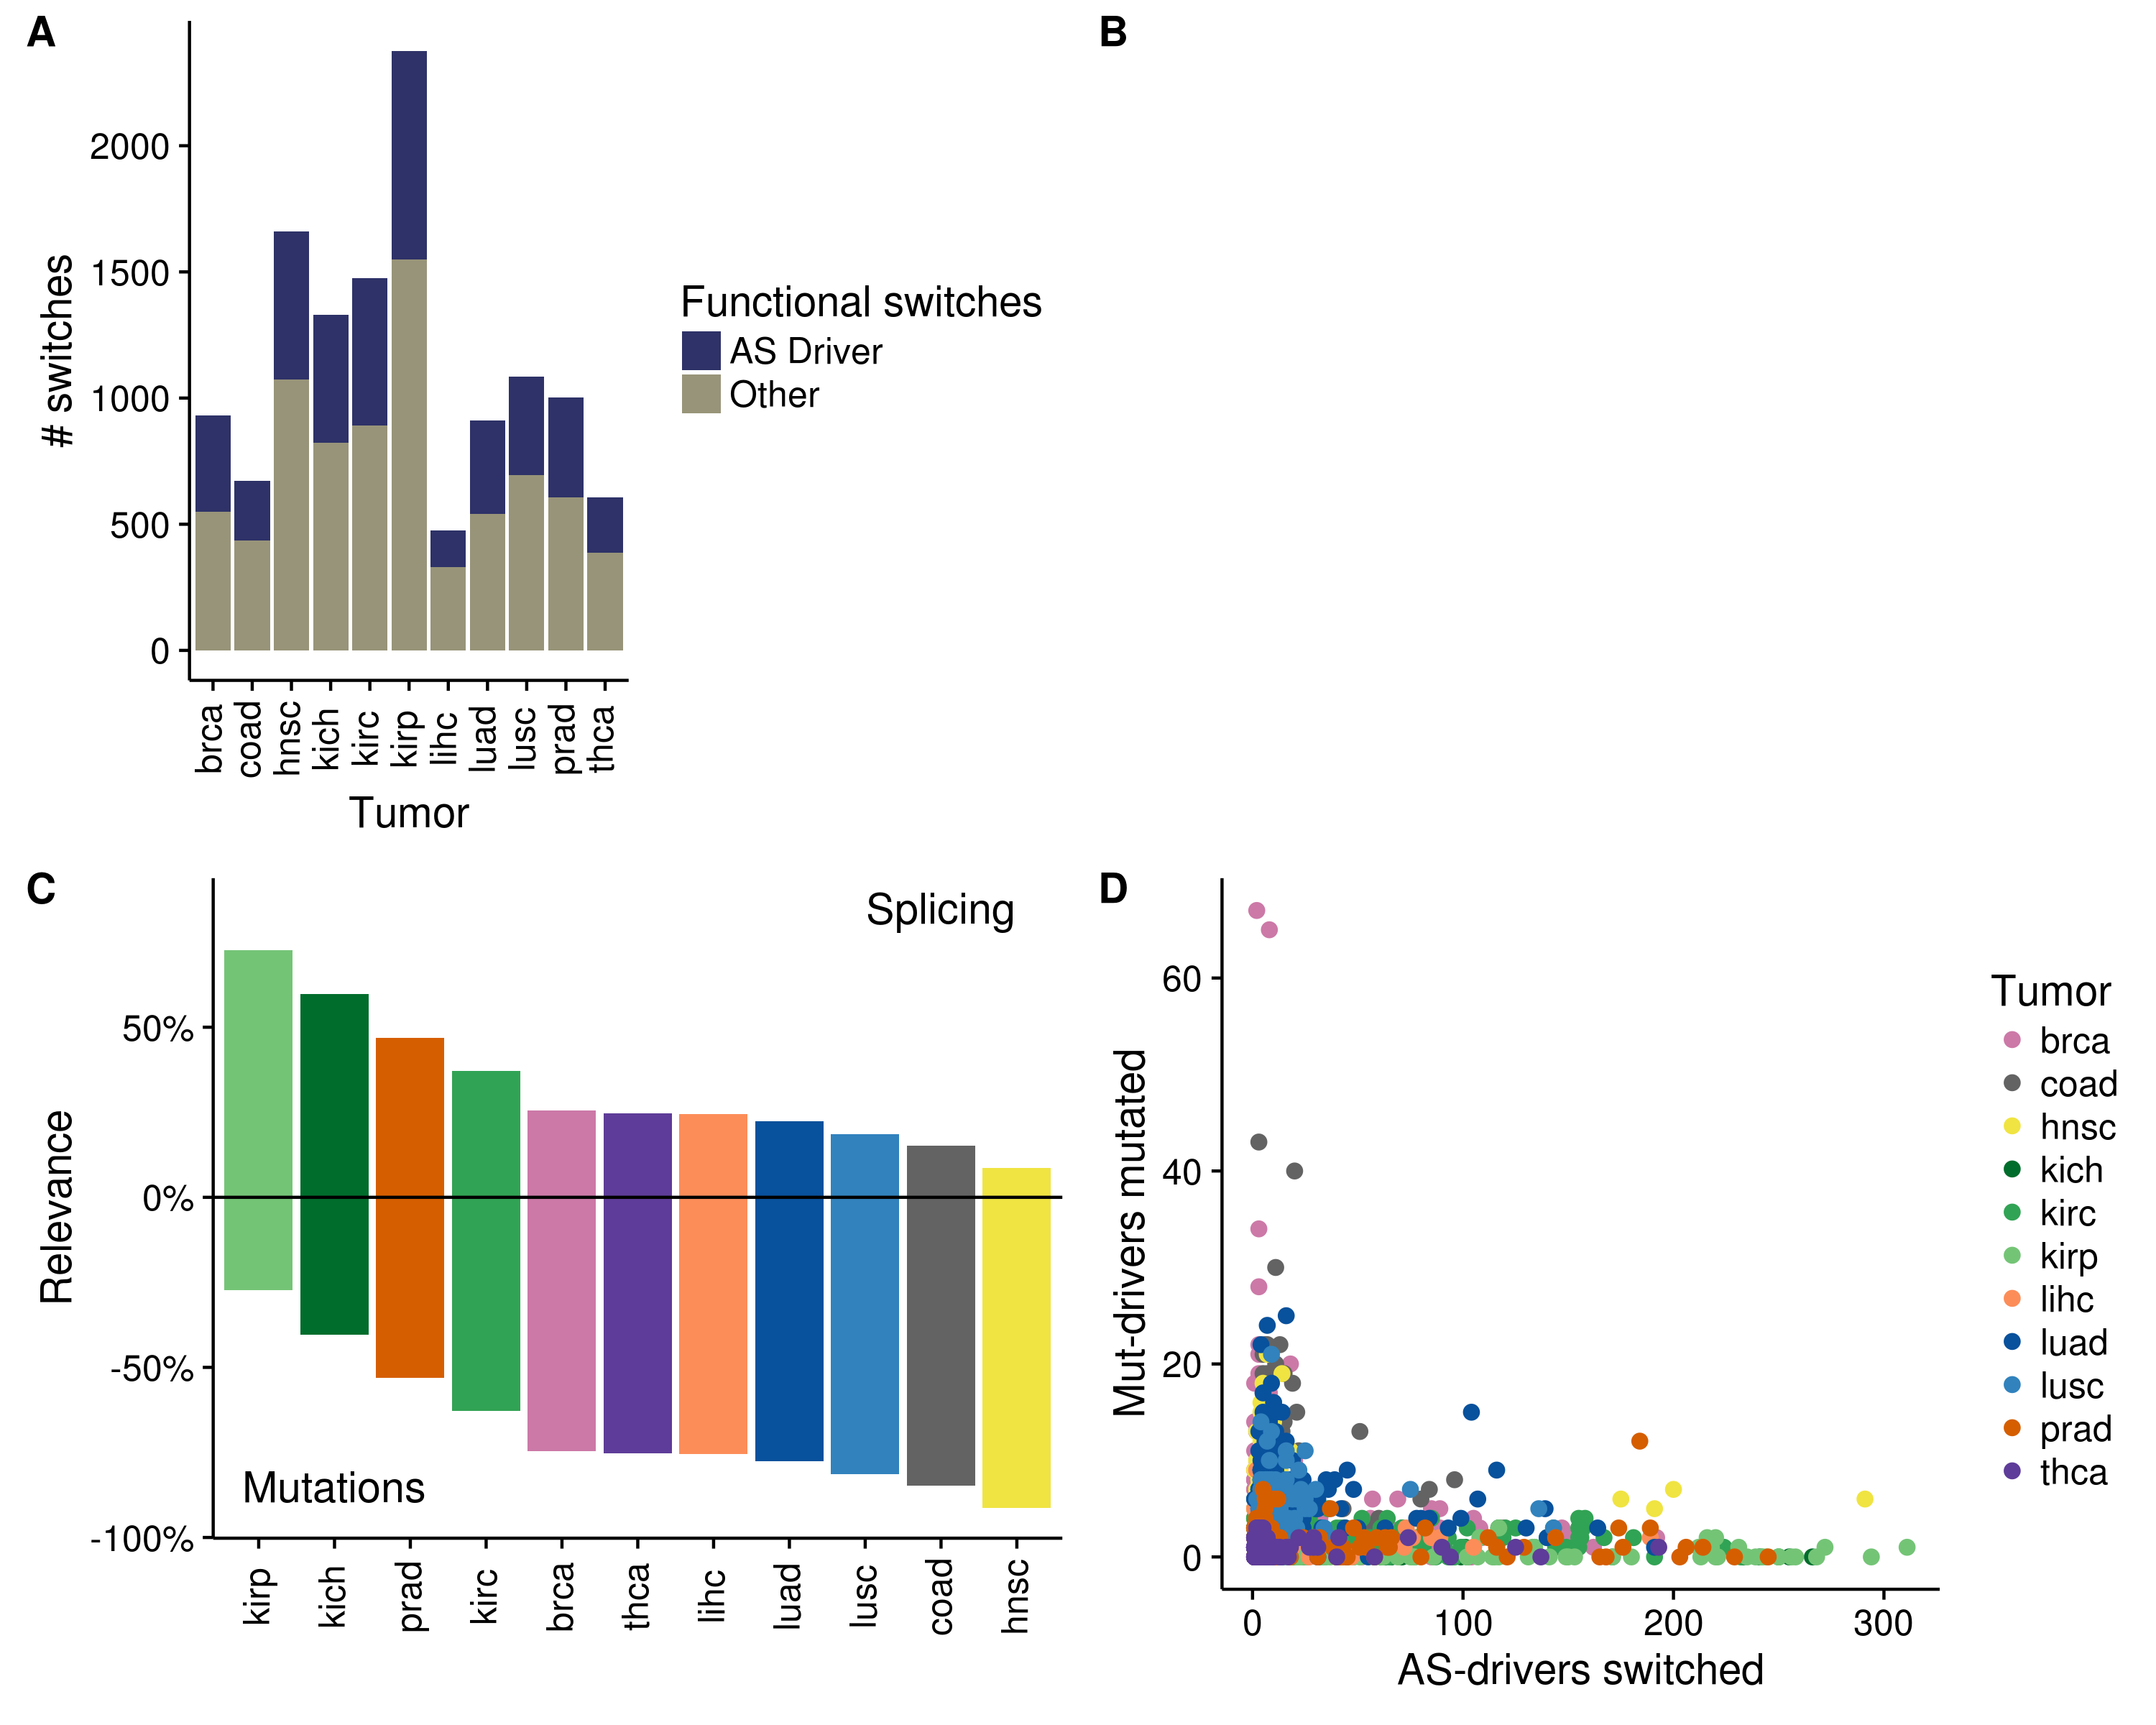 A
# switches
2000
1500
1000
500
0
brca
coad
hnsc
kich
kirc
kirp
lihc
luad
lusc
prad
thca
Tumor
Functional switches
AS Driver
Other
B
C
Splicing
Relevance
50%
0%
-50%
-100%
Mutations
kirp
kich
prad
kirc
brca
thca
lihc
luad
lusc
coad
hnsc
D
Mut-drivers mutated
60
40
20
0
0
100
200
300
AS-drivers switched
Tumor
brca
coad
hnsc
kich
kirc
kirp
lihc
luad
lusc
prad
thca